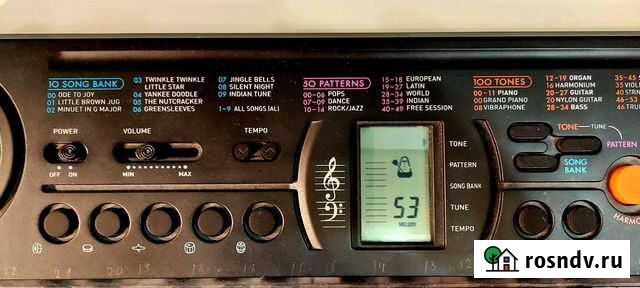 10 SONG BANK
00 ODE TO JOY
01 LITTLE BROWN JUG
02 MINUET IN G MAJOR
03 TWINKLE TWINKLE
LITTLE STAR
04 YANKEE DOODLE
05 THE NUTCRACKER
06 GREENSLEEVES
07 JINGLE BELLS
08 SILENT NIGHT
09 INDIAN TUNE
1-9 ALL SONGS (AL)
50 PATTERNS
00-06 POPS
07-09 DANCE
10-14 ROCK/JAZZ
15-18 EUROPEAN
19-27 LATIN
28-34 WORLD
35-39 INDIAN
40-49 FREE SESSION
100 TONES
00-11 PIANO
00 GRAND PIANO
08 VIBRAPHONE
12-19 ORGAN
16 HARMONIUM
20-27 GUITAR
20 NYLON GUITAR
28-34 BASS
POWER
OFF ON
VOLUME
MIN MAX
TEMPO
53
MELODY
TONE
PATTERN
SONG BANK
TUNE
TEMPO
TONE
TUNE
PATTERN
SONG
BANK
rosndv.ru